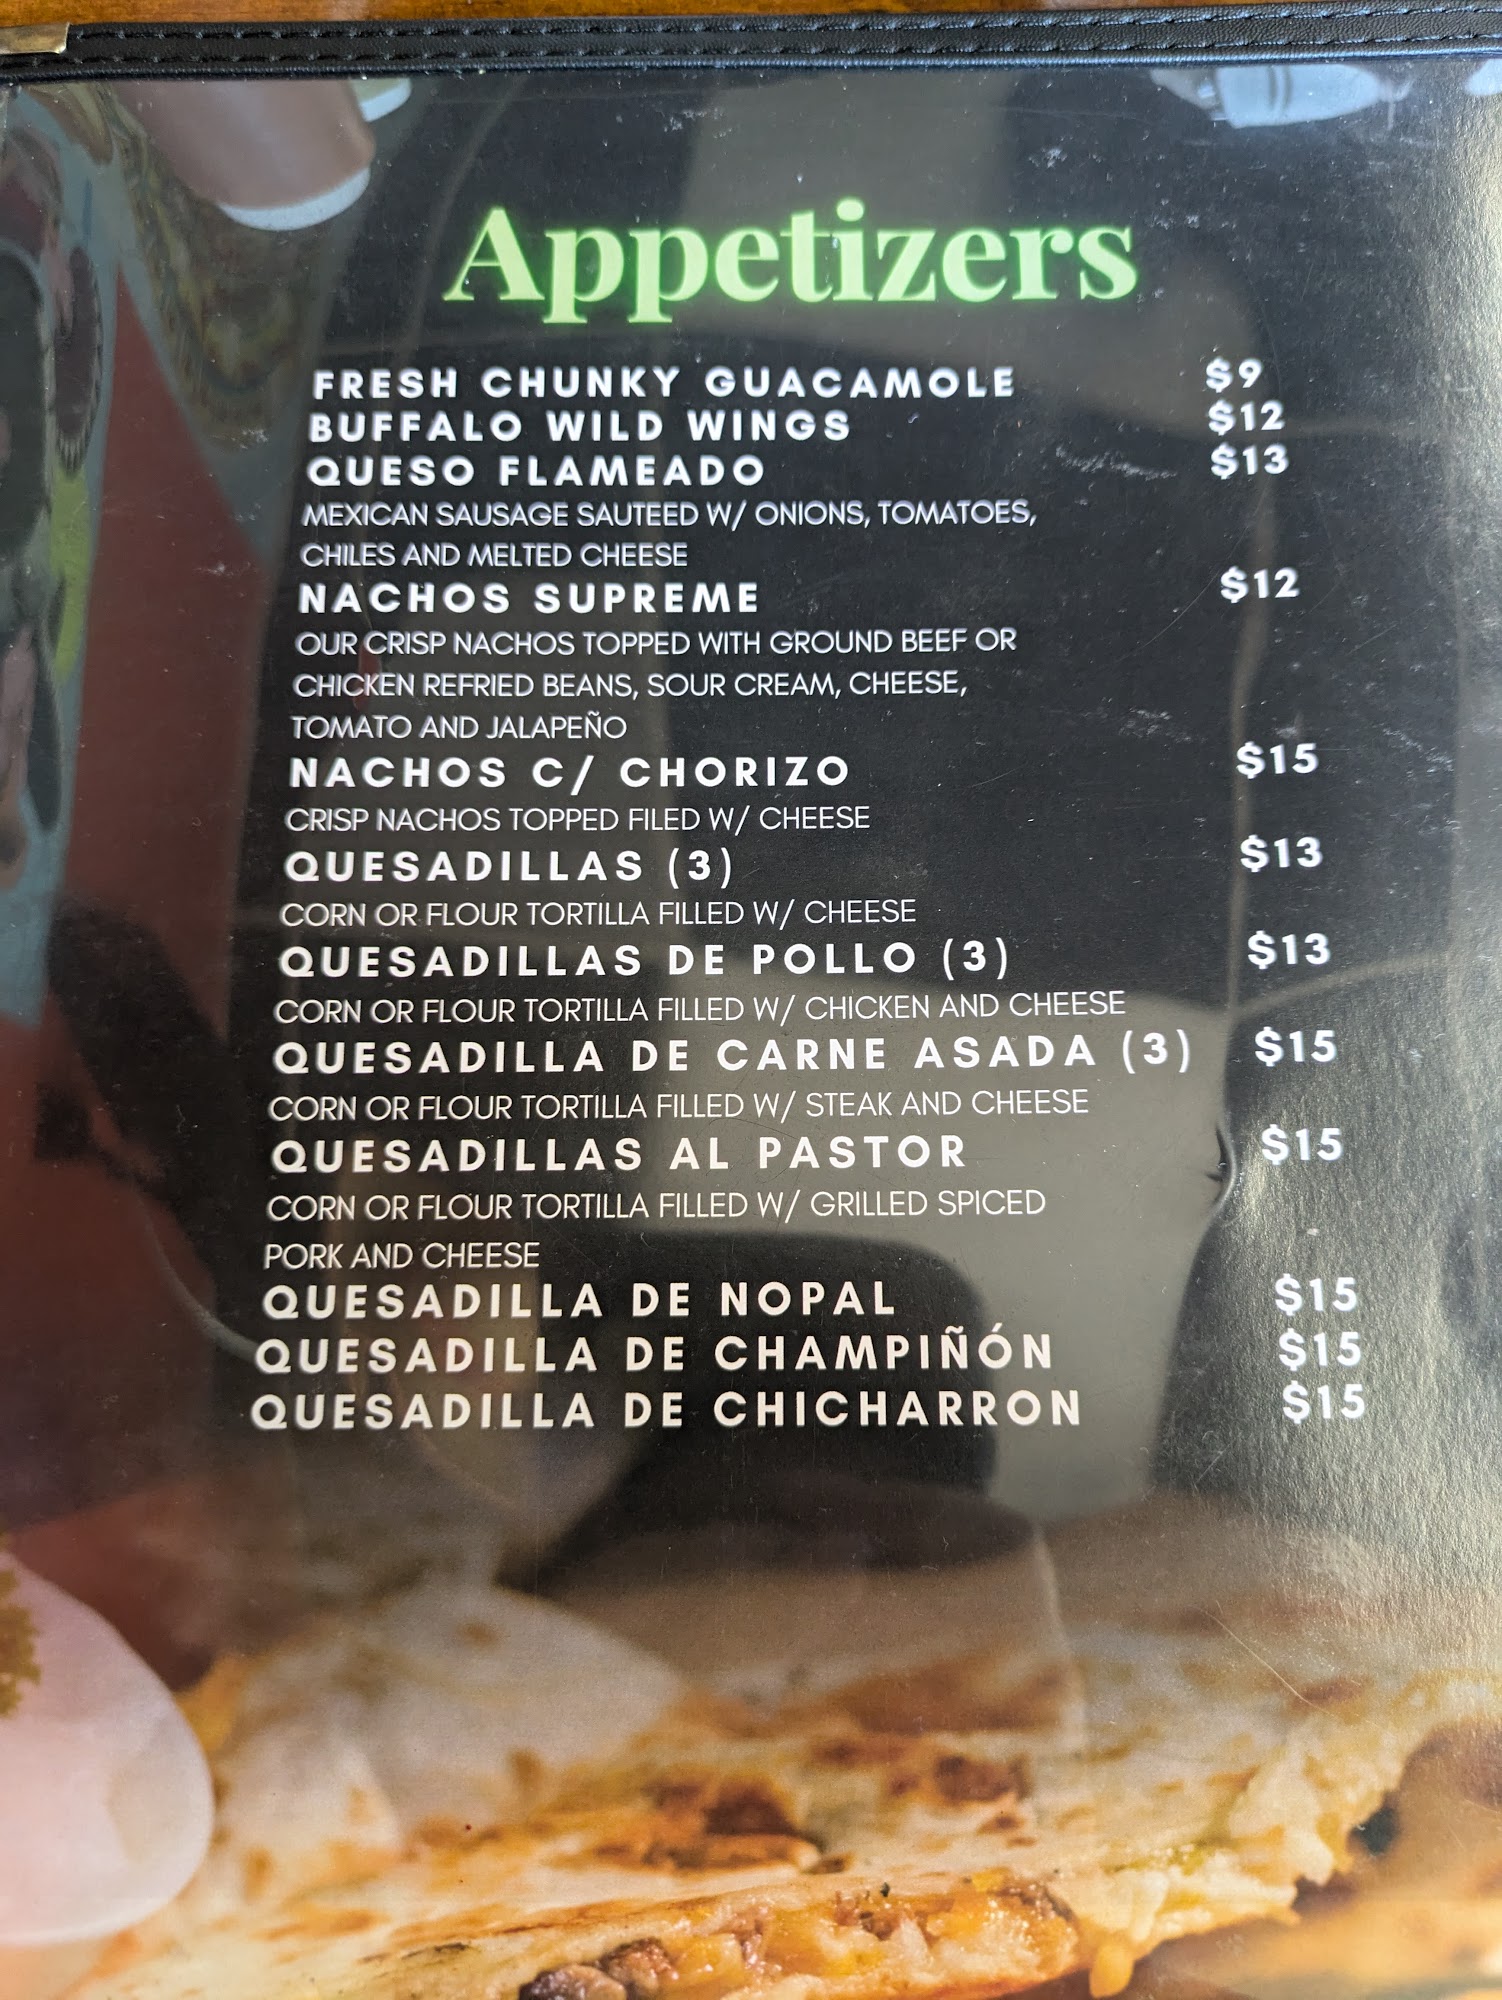 Appetizers
FRESH CHUNKY GUACAMOLE $9
BUFFALO WILD WINGS $12
QUESO FLAMEADO $13
MEXICAN SAUSAGE SAUTEED W/ ONIONS, TOMATOES,
CHILES AND MELTED CHEESE
NACHOS SUPREME $12
OUR CRISP NACHOS TOPPED WITH GROUND BEEF OR
CHICKEN REFRIED BEANS, SOUR CREAM, CHEESE,
TOMATO AND JALAPEÑO
NACHOS C/ CHORIZO $15
CRISP NACHOS TOPPED FILED W/ CHEESE
QUESADILLAS (3) $13
CORN OR FLOUR TORTILLA FILLED W/ CHEESE
QUESADILLAS DE POLLO (3) $13
CORN OR FLOUR TORTILLA FILLED W/ CHICKEN AND CHEESE
QUESADILLA DE CARNE ASADA (3) $15
CORN OR FLOUR TORTILLA FILLED W/ STEAK AND CHEESE
QUESADILLAS AL PASTOR $15
CORN OR FLOUR TORTILLA FILLED W/ GRILLED SPICED
PORK AND CHEESE
QUESADILLA DE NOPAL $15
QUESADILLA DE CHAMPIÑÓN $15
QUESADILLA DE CHICHARRON $15